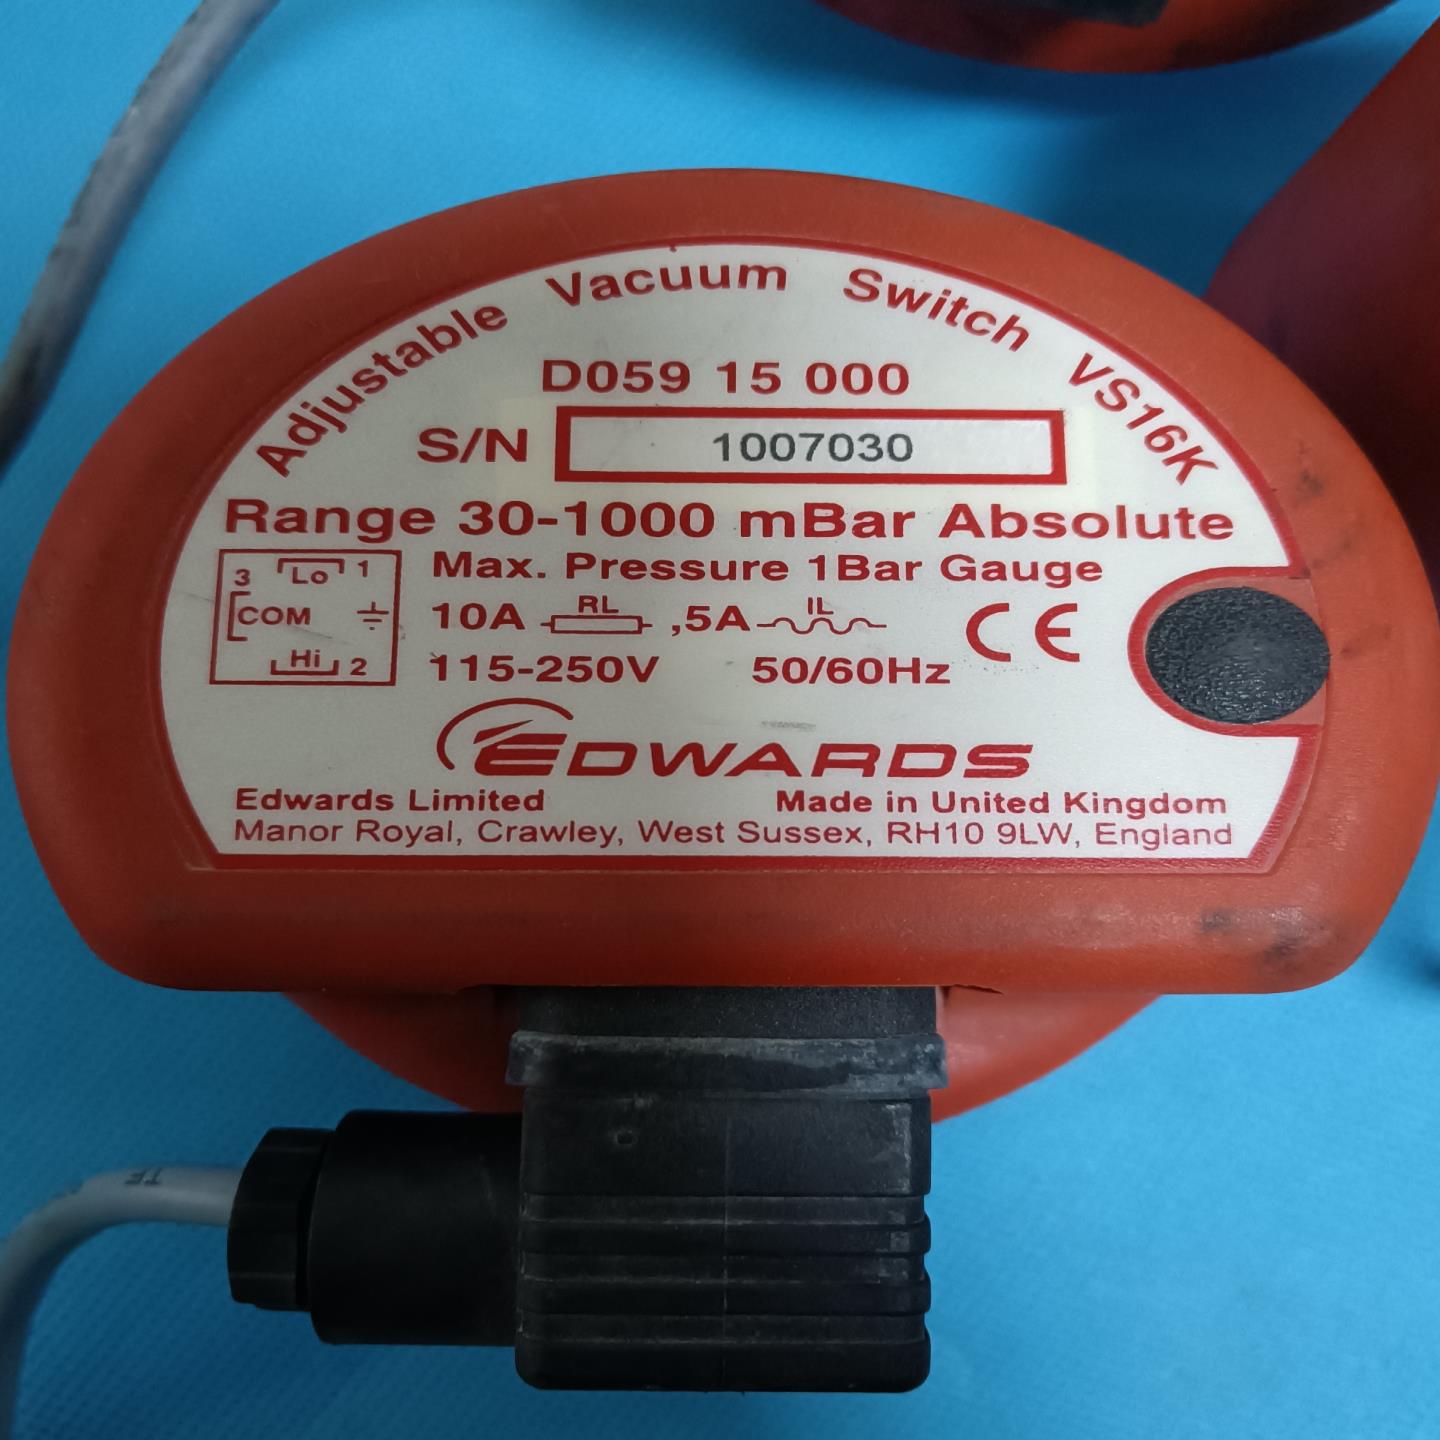 Adjustable Vacuum Switch VS16K
D059 15 000
S/N 1007030
Range 30-1000 mBar Absolute
3 Lo 1
COM
Hi 2
Max. Pressure 1Bar Gauge
10A RL ,5A IL CE
115-250V 50/60Hz
EDWARDS
Edwards Limited Made in United Kingdom
Manor Royal, Crawley, West Sussex, RH10 9LW, England